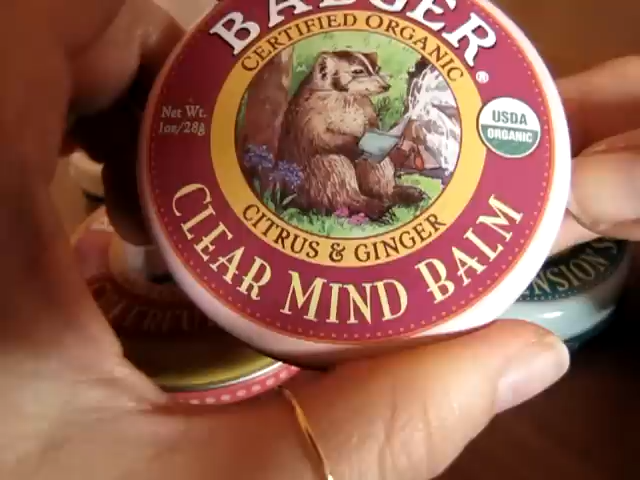 BADGER®
CERTIFIED ORGANIC
Net Wt.
1oz/28g
USDA
ORGANIC
CITRUS & GINGER
CLEAR MIND BALM